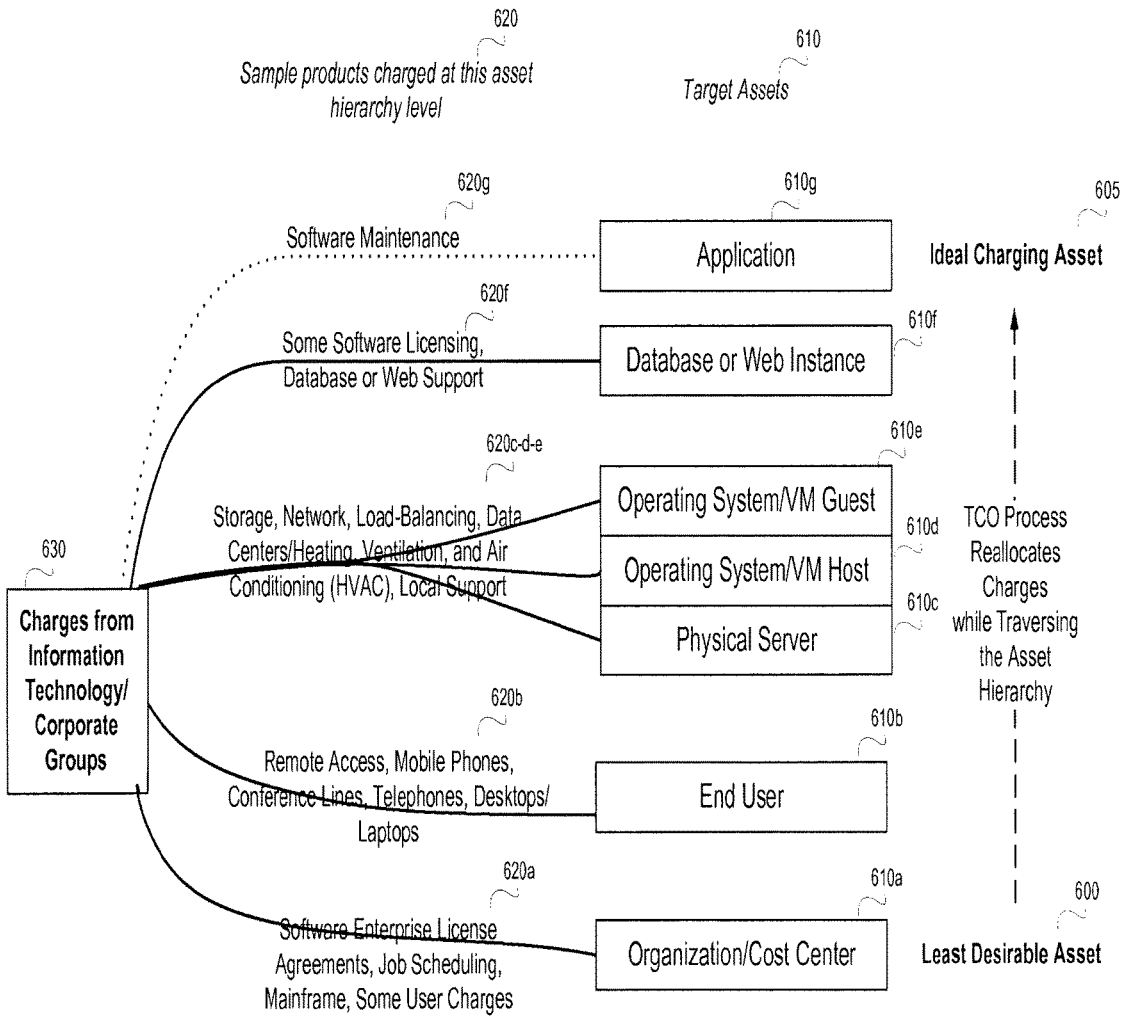 620
Sample products charged at this asset
hierarchy level
610
Target Assets
620g
Software Maintenance
610g
Application
605
Ideal Charging Asset
620f
Some Software Licensing,
Database or Web Support
610f
Database or Web Instance
620c-d-e
Storage, Network, Load-Balancing, Data
Centers/Heating, Ventilation, and Air
Conditioning (HVAC), Local Support
610e
Operating System/VM Guest
610d
Operating System/VM Host
610c
Physical Server
TCO Process
Reallocates
Charges
while Traversing
the Asset
Hierarchy
630
Charges from
Information
Technology/
Corporate
Groups
620b
Remote Access, Mobile Phones,
Conference Lines, Telephones, Desktops/
Laptops
610b
End User
620a
Software Enterprise License
Agreements, Job Scheduling,
Mainframe, Some User Charges
610a
Organization/Cost Center
600
Least Desirable Asset